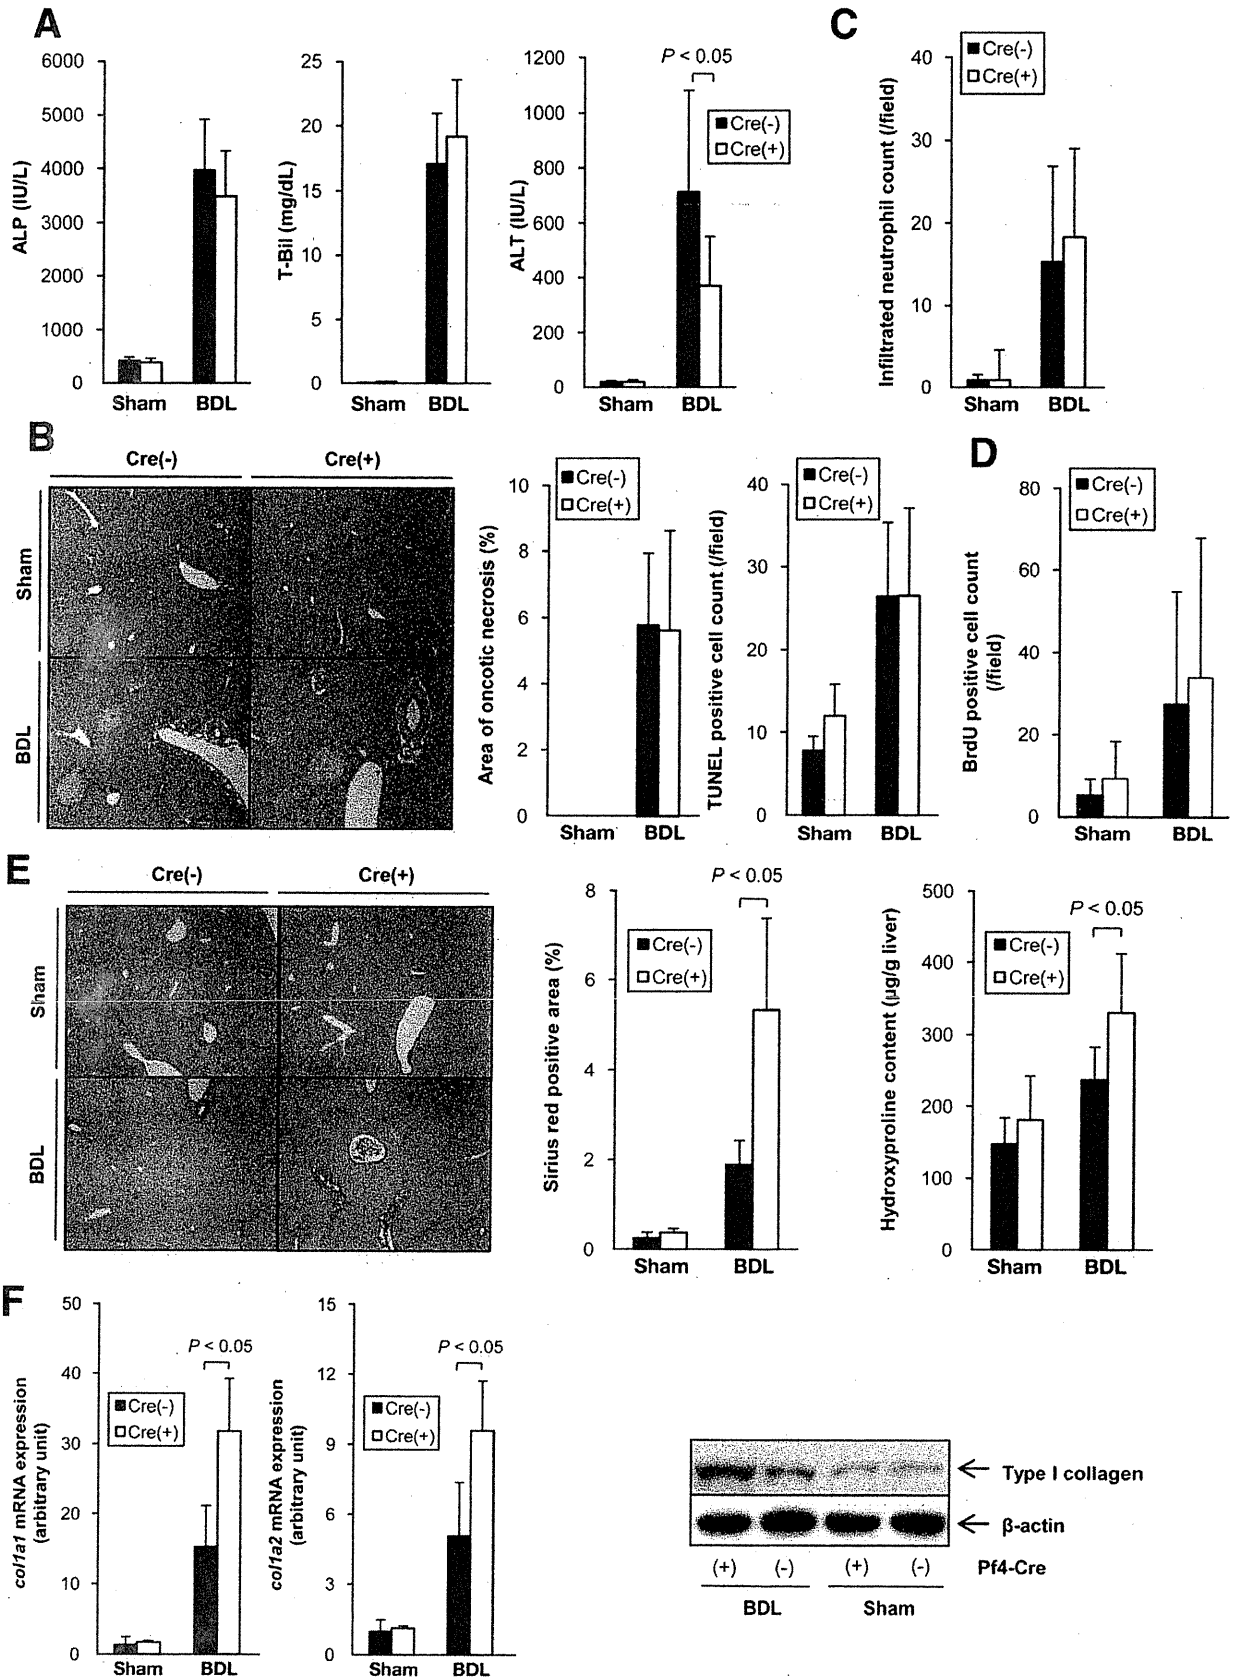 A
6000
5000
4000
3000
2000
1000
0
ALP (IU/L)
Sham BDL
25
20
15
10
5
0
T-Bil (mg/dL)
Sham BDL
1200
1000
800
600
400
200
0
ALT (IU/L)
P < 0.05
Cre(-)
Cre(+)
Sham BDL
C
40
30
20
10
0
Infiltrated neutrophil count (/field)
Cre(-)
Cre(+)
Sham BDL
B
Cre(-) Cre(+)
Sham
BDL
10
8
6
4
2
0
Area of oncotic necrosis (%)
Cre(-)
Cre(+)
Sham BDL
40
30
20
10
0
TUNEL positive cell count (/field)
Cre(-)
Cre(+)
Sham BDL
D
80
60
40
20
0
BrdU positive cell count
(/field)
Cre(-)
Cre(+)
Sham BDL
E
Cre(-) Cre(+)
Sham
BDL
8
6
4
2
0
Sirius red positive area (%)
P < 0.05
Cre(-)
Cre(+)
Sham BDL
500
400
300
200
100
0
Hydroxyproline content (µg/g liver)
P < 0.05
Cre(-)
Cre(+)
Sham BDL
F
50
40
30
20
10
0
col1a1 mRNA expression
(arbitrary unit)
P < 0.05
Cre(-)
Cre(+)
Sham BDL
15
12
9
6
3
0
col1a2 mRNA expression
(arbitrary unit)
P < 0.05
Cre(-)
Cre(+)
Sham BDL
Type I collagen
β-actin
(+) (-) (+) (-) Pf4-Cre
BDL Sham